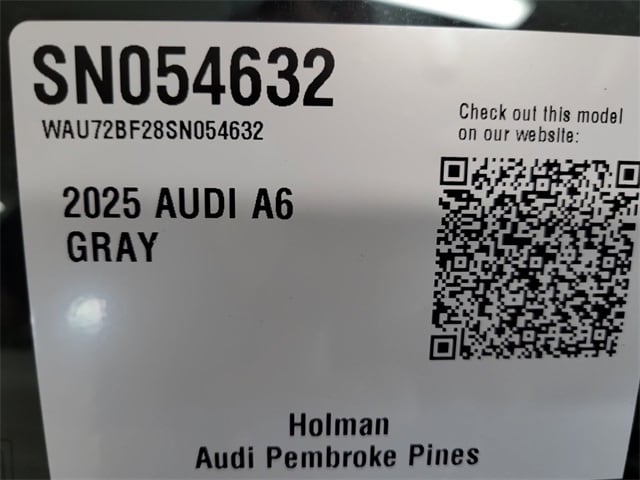 SN054632
WAU72BF28SN054632
Check out this model
on our website:
2025 AUDI A6
GRAY
Holman
Audi Pembroke Pines